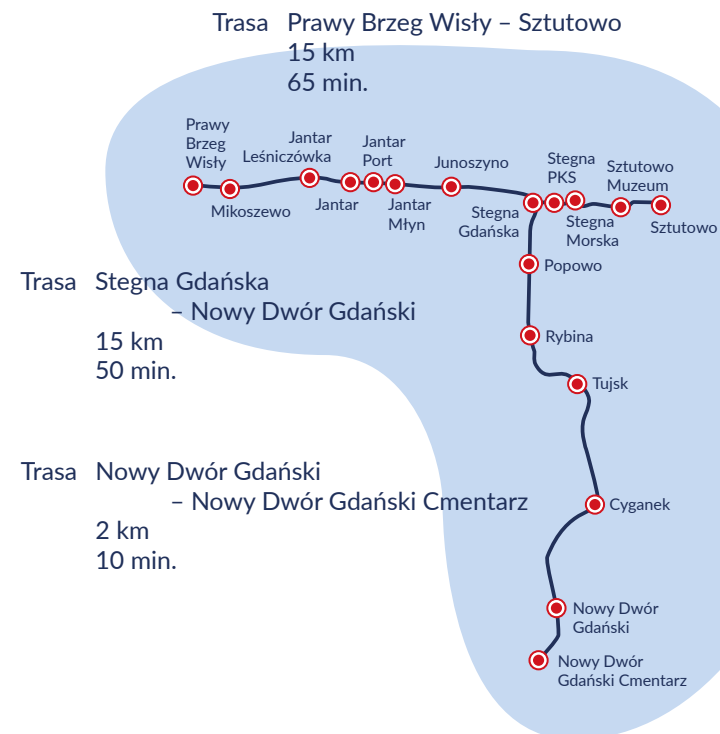 Trasa Prawy Brzeg Wisły – Sztutowo
15 km
65 min.
Prawy
Brzeg
Wisły
Mikoszewo
Jantar
Leśniczówka
Jantar
Jantar
Port
Jantar
Młyn
Junoszyno
Stegna
Gdańska
Stegna
PKS
Stegna
Morska
Sztutowo
Muzeum
Sztutowo
Trasa Stegna Gdańska
– Nowy Dwór Gdański
15 km
50 min.
Popowo
Rybina
Tujsk
Trasa Nowy Dwór Gdański
– Nowy Dwór Gdański Cmentarz
2 km
10 min.
Cyganek
Nowy Dwór
Gdański
Nowy Dwór
Gdański Cmentarz